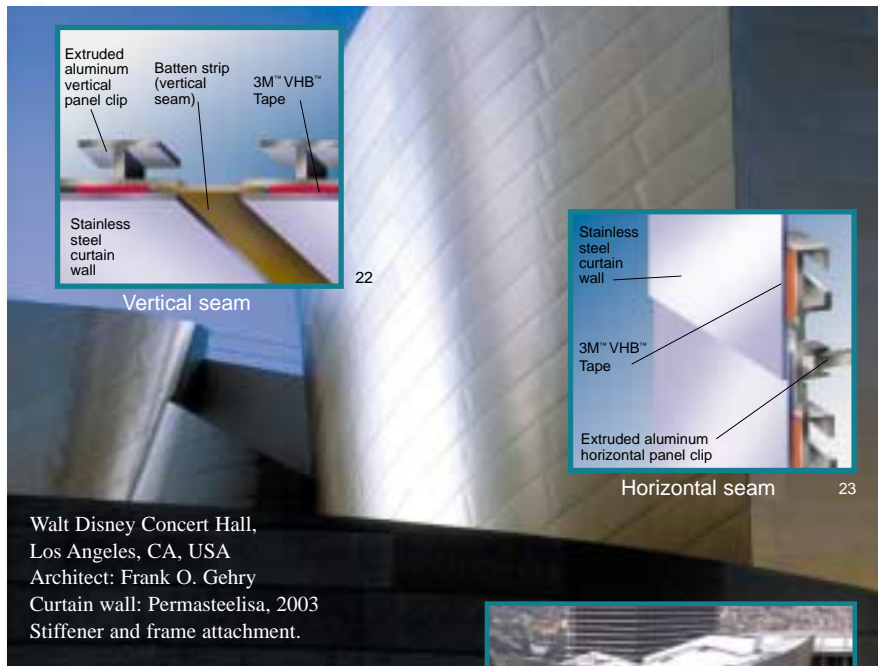 Extruded
aluminum
vertical
panel clip
Batten strip
(vertical
seam)
3M™ VHB™
Tape
Stainless
steel
curtain
wall
22
Vertical seam
Stainless
steel
curtain
wall
3M™ VHB™
Tape
Extruded aluminum
horizontal panel clip
Horizontal seam
23
Walt Disney Concert Hall,
Los Angeles, CA, USA
Architect: Frank O. Gehry
Curtain wall: Permasteelisa, 2003
Stiffener and frame attachment.